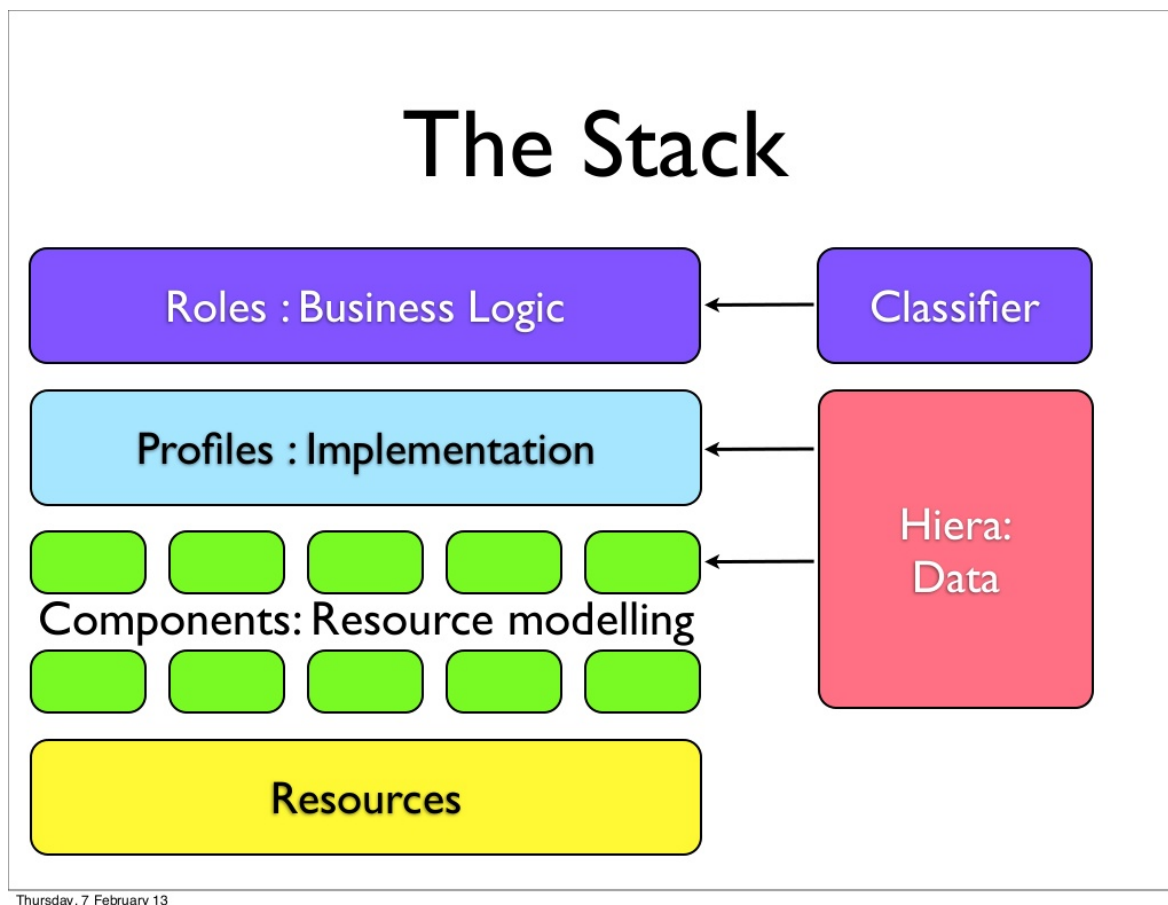 The Stack
Roles : Business Logic
Classifier
Profiles : Implementation
Hiera:
Data
Components: Resource modelling
Resources
Thursday, 7 February 13